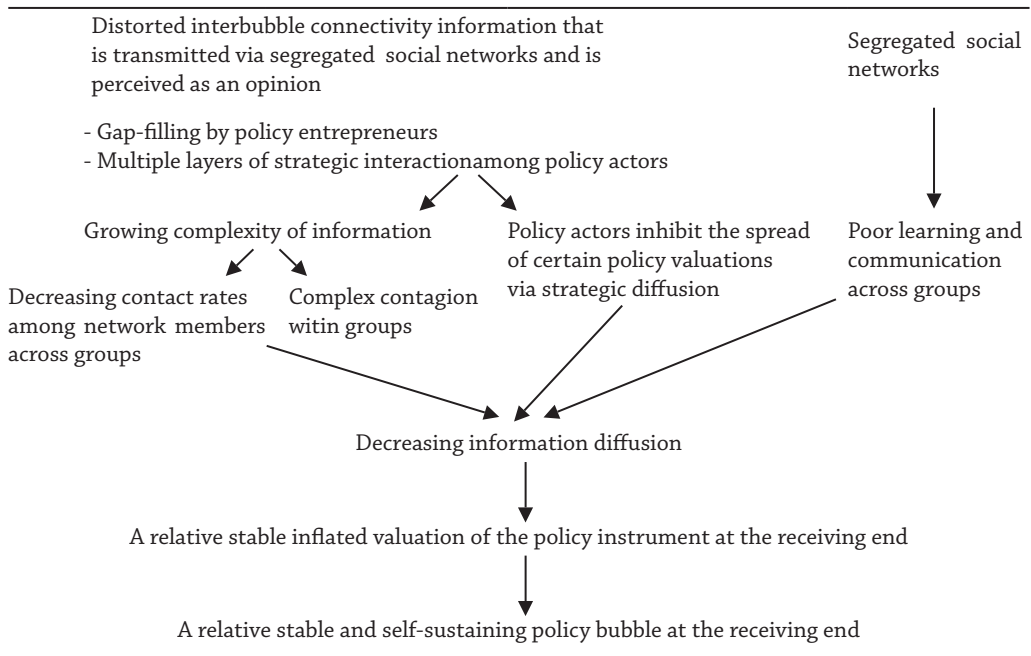 Distorted interbubble connectivity information that
is transmitted via segregated social networks and is
perceived as an opinion
Segregated social
networks
- Gap-filling by policy entrepreneurs
- Multiple layers of strategic interactionamong policy actors
Growing complexity of information
Policy actors inhibit the spread
of certain policy valuations
via strategic diffusion
Poor learning and
communication
across groups
Decreasing contact rates
among network members
across groups
Complex contagion
witin groups
Decreasing information diffusion
A relative stable inflated valuation of the policy instrument at the receiving end
A relative stable and self-sustaining policy bubble at the receiving end